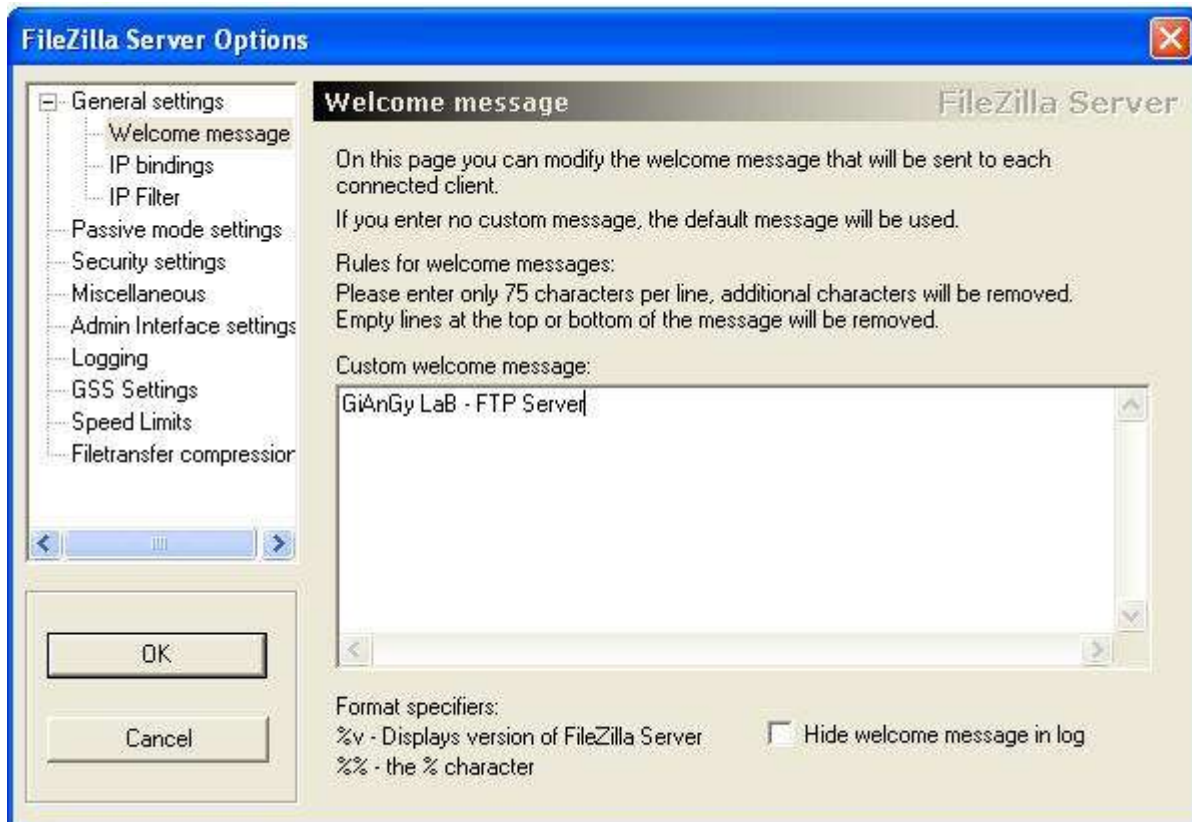 FileZilla Server Options
General settings
Welcome message
IP bindings
IP Filter
Passive mode settings
Security settings
Miscellaneous
Admin Interface settings
Logging
GSS Settings
Speed Limits
Filetransfer compression
OK
Cancel
Welcome message
FileZilla Server
On this page you can modify the welcome message that will be sent to each
connected client.
If you enter no custom message, the default message will be used.
Rules for welcome messages:
Please enter only 75 characters per line, additional characters will be removed.
Empty lines at the top or bottom of the message will be removed.
Custom welcome message:
GiAnGy LaB - FTP Server
Format specifiers:
%v - Displays version of FileZilla Server
%% - the % character
Hide welcome message in log